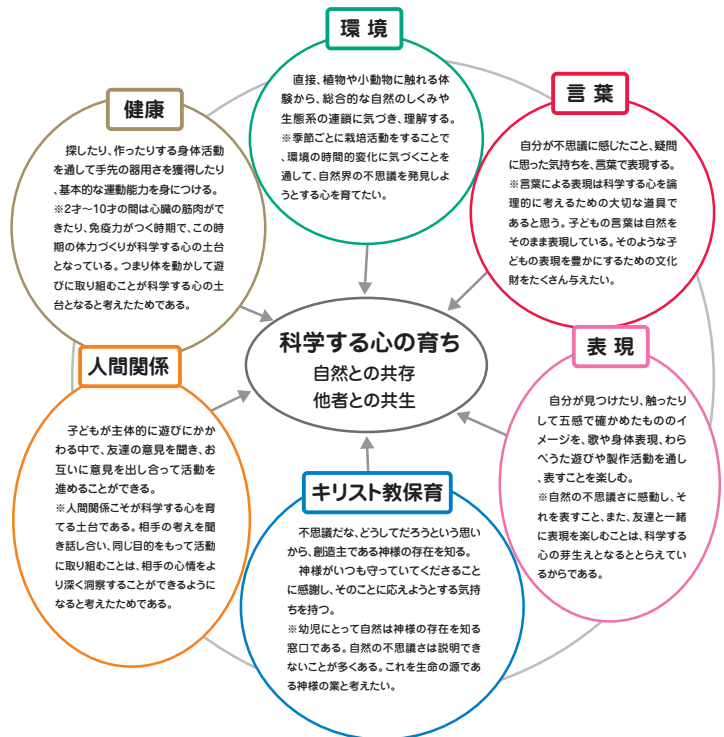 環 境
直接、植物や小動物に触れる体
験から、総合的な自然のしくみや
生態系の連鎖に気づき、理解する。
※季節ごとに栽培活動をすることで
、環境の時間的変化に気づくことを
通して、自然界の不思議を発見しよ
うとする心を育てたい。
健康
探したり、作ったりする身体活動
を通して手先の器用さを獲得したり
、基本的な運動能力を身につける。
※2才〜10才の間は心臓の筋肉がで
きたり、免疫力がつく時期で、この
時期の体力づくりが科学する心の土台
となっている。つまり体を動かして遊
びに取り組むことが科学する心の土
台となると考えたためである。
言 葉
自分が不思議に感じたこと、疑問
に思った気持ちを、言葉で表現する。
※言葉による表現は科学する心を論
理的に考えるための大切な道具で
あると思う。子どもの言葉は自然を
そのまま表現している。そのような子
どもの表現を豊かにするための文化
財をたくさん与えたい。
科学する心の育ち
自然との共存
他者との共生
人間関係
子どもが主体的に遊びにかか
わる中で、友達の意見を聞き、お
互いに意見を出し合って活動を
進めることができる。
※人間関係こそが科学する心を育
てる土台である。相手の考えを聞
き話し合い、同じ目的をもって活動
に取り組むことは、相手の心情をよ
り深く洞察することができるように
なると考えたためである。
表 現
自分が見つけたり、触ったり
して五感で確かめたもののイ
メージを、歌や身体表現、わら
べうた遊びや製作活動を通し
、表すことを楽しむ。
※自然の不思議さに感動し、そ
れを表すこと、また、友達と一緒
に表現を楽しむことは、科学する
心の芽生えとなるととらえてい
るからである。
キリスト教保育
不思議だな、どうしてだろうという思い
から、創造主である神様の存在を知る。
神様がいつも守っていてくださること
に感謝し、そのことに応えようとする気持
ちを持つ。
※幼児にとって自然は神様の存在を知る
窓口である。自然の不思議さは説明でき
ないことが多くある。これを生命の源であ
る神様の業と考えたい。